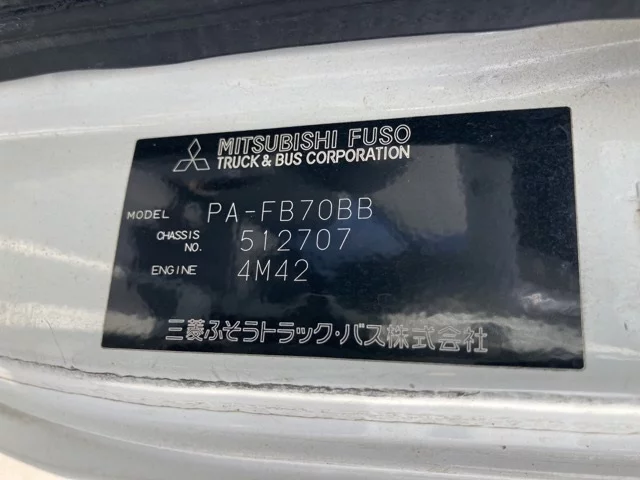 MITSUBISHI FUSO
TRUCK & BUS CORPORATION
MODEL PA-FB70BB
CHASSIS NO. 512707
ENGINE 4M42
三菱ふそうトラック・バス株式会社